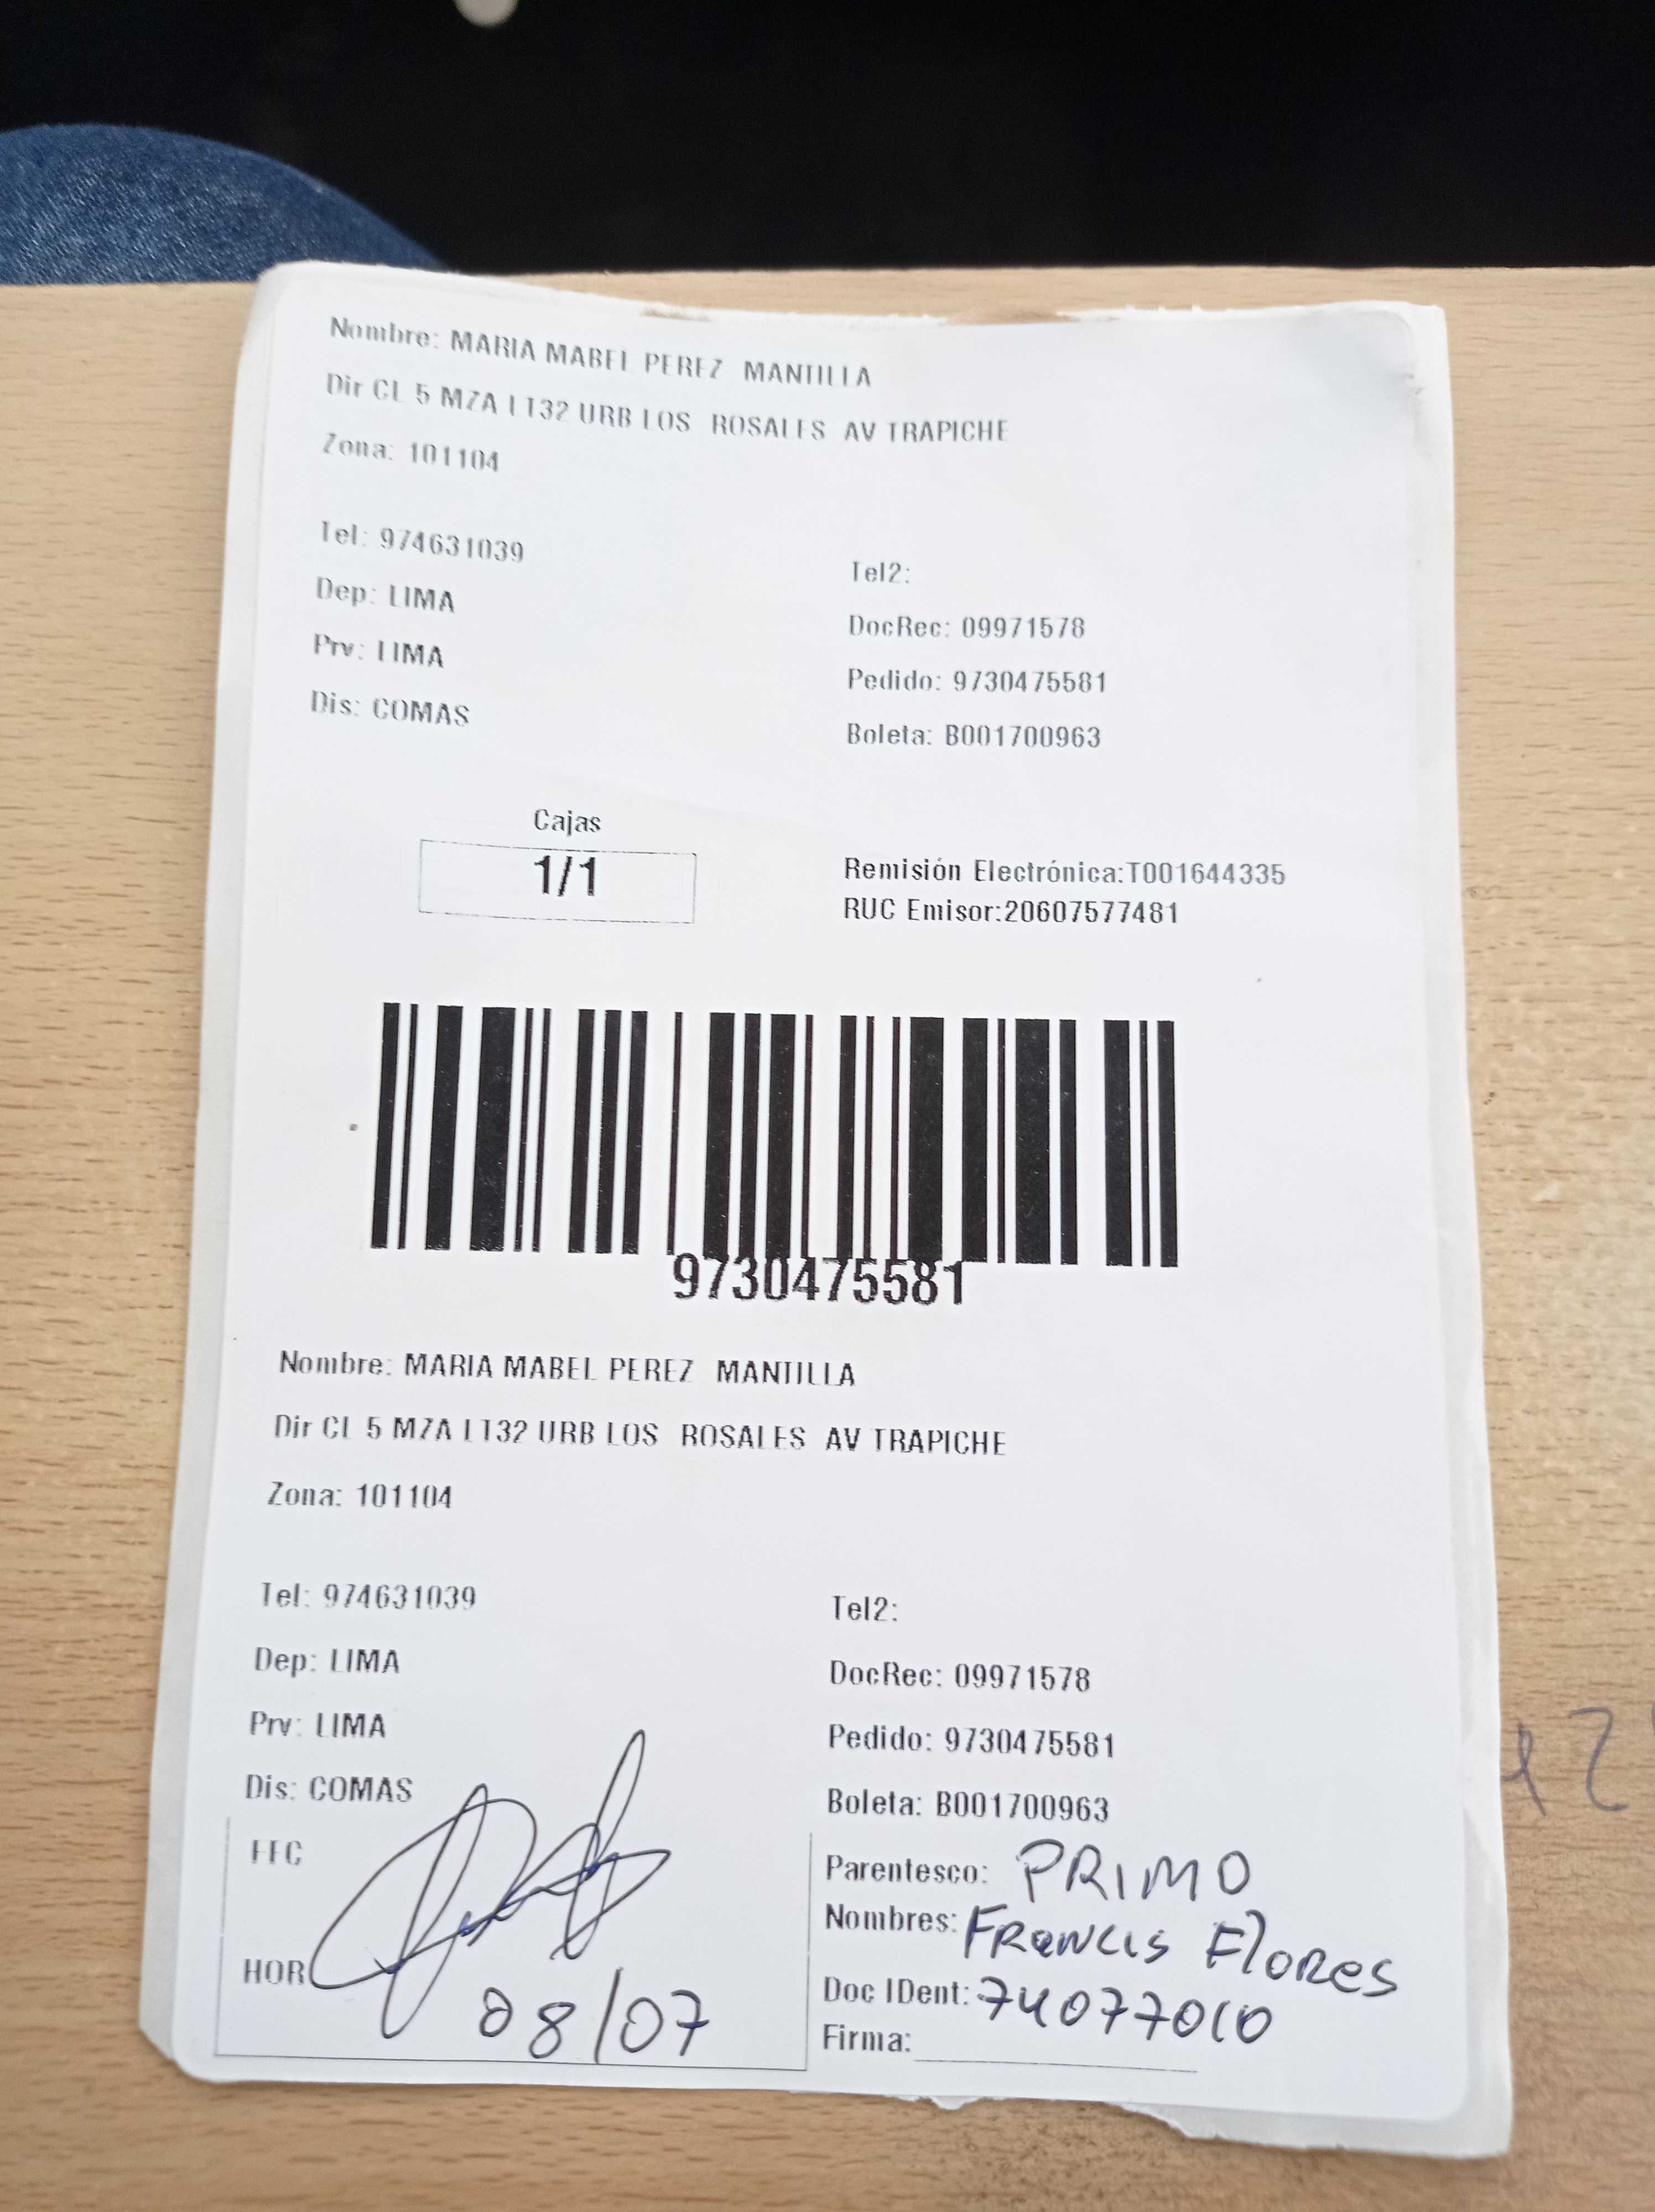 Nombre: MARIA MABEL PEREZ MANTILLA
Dir CL 5 MZA LT32 URB LOS ROSALES AV TRAPICHE
Zona: 101104
Tel: 974631039
Tel2:
Dep: LIMA
DocRec: 09971578
Prv: LIMA
Pedido: 9730475581
Dis: COMAS
Boleta: B001700963
Cajas
1/1
Remisión Electrónica:T001644335
RUC Emisor:20607577481
9730475581
Nombre: MARIA MABEL PEREZ MANTILLA
Dir CL 5 MZA LT32 URB LOS ROSALES AV TRAPICHE
Zona: 101104
Tel: 974631039
Tel2:
Dep: LIMA
DocRec: 09971578
Prv: LIMA
Pedido: 9730475581
Dis: COMAS
Boleta: B001700963
FEC
Parentesco: PRIMO
Nombres: Francis Flores
HOR
Doc IDent: 74077010
08/07
Firma: